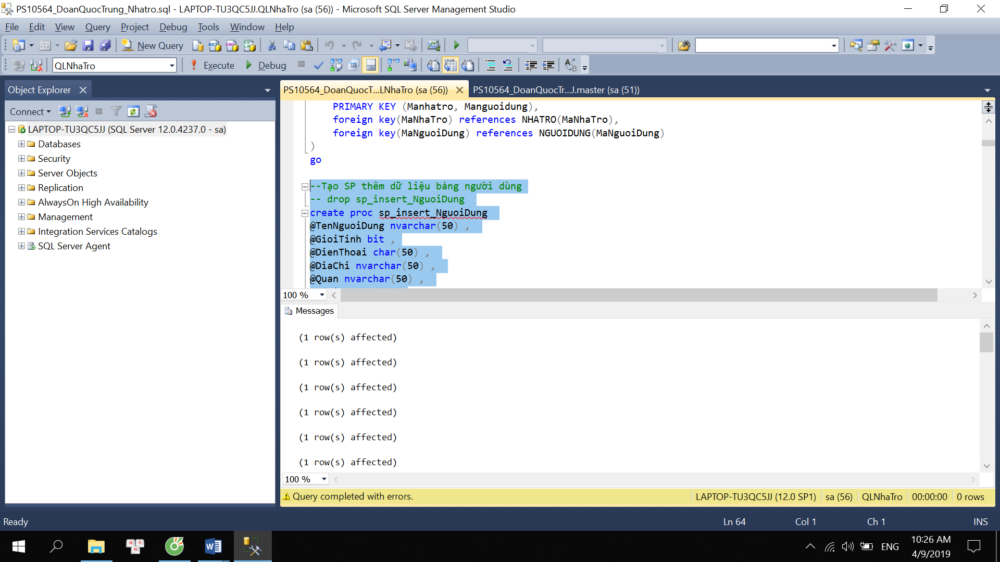 PS10564_DoanQuocTrung_Nhatro.sql - LAPTOP-TU3QC5JJ.QLNhaTro (sa (56)) - Microsoft SQL Server Management Studio
File Edit View Query Project Debug Tools Window Help
New Query
QLNhaTro Execute Debug
Object Explorer
Connect
LAPTOP-TU3QC5JJ (SQL Server 12.0.4237.0 - sa)
Databases
Security
Server Objects
Replication
AlwaysOn High Availability
Management
Integration Services Catalogs
SQL Server Agent
PS10564_DoanQuocT...LNhaTro (sa (56)) PS10564_DoanQuocTr...J.master (sa (51))
PRIMARY KEY (Manhatro, Manguoidung),
foreign key(MaNhaTro) references NHATRO(MaNhaTro),
foreign key(MaNguoiDung) references NGUOIDUNG(MaNguoiDung)
)
go
--Tạo SP thêm dữ liệu bảng người dùng
-- drop sp_insert_NguoiDung
create proc sp_insert_NguoiDung
@TenNguoiDung nvarchar(50) ,
@GioiTinh bit ,
@DienThoai char(50) ,
@DiaChi nvarchar(50) ,
@Quan nvarchar(50) ,
100 %
Messages
(1 row(s) affected)
(1 row(s) affected)
(1 row(s) affected)
(1 row(s) affected)
(1 row(s) affected)
(1 row(s) affected)
100 %
Query completed with errors. LAPTOP-TU3QC5JJ (12.0 SP1) sa (56) QLNhaTro 00:00:00 0 rows
Ready Ln 64 Col 1 Ch 1 INS
ENG
10:26 AM
4/9/2019